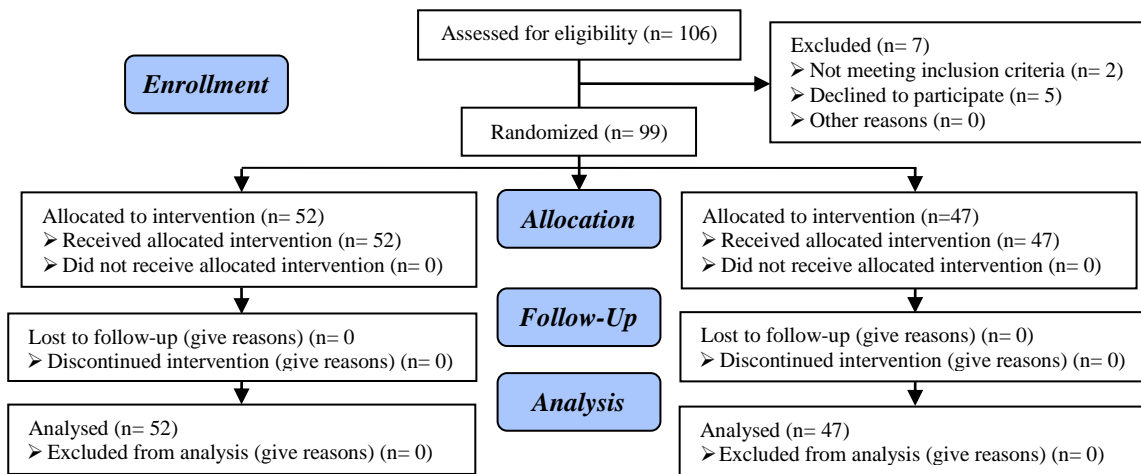 Assessed for eligibility (n= 106)
Excluded (n= 7)
➤ Not meeting inclusion criteria (n= 2)
➤ Declined to participate (n= 5)
➤ Other reasons (n= 0)
Enrollment
Randomized (n= 99)
Allocated to intervention (n= 52)
➤ Received allocated intervention (n= 52)
➤ Did not receive allocated intervention (n= 0)
Allocation
Allocated to intervention (n=47)
➤ Received allocated intervention (n= 47)
➤ Did not receive allocated intervention (n= 0)
Follow-Up
Lost to follow-up (give reasons) (n= 0
➤ Discontinued intervention (give reasons) (n= 0)
Lost to follow-up (give reasons) (n= 0)
➤ Discontinued intervention (give reasons) (n= 0)
Analysis
Analysed (n= 52)
➤ Excluded from analysis (give reasons) (n= 0)
Analysed (n= 47)
➤ Excluded from analysis (give reasons) (n= 0)